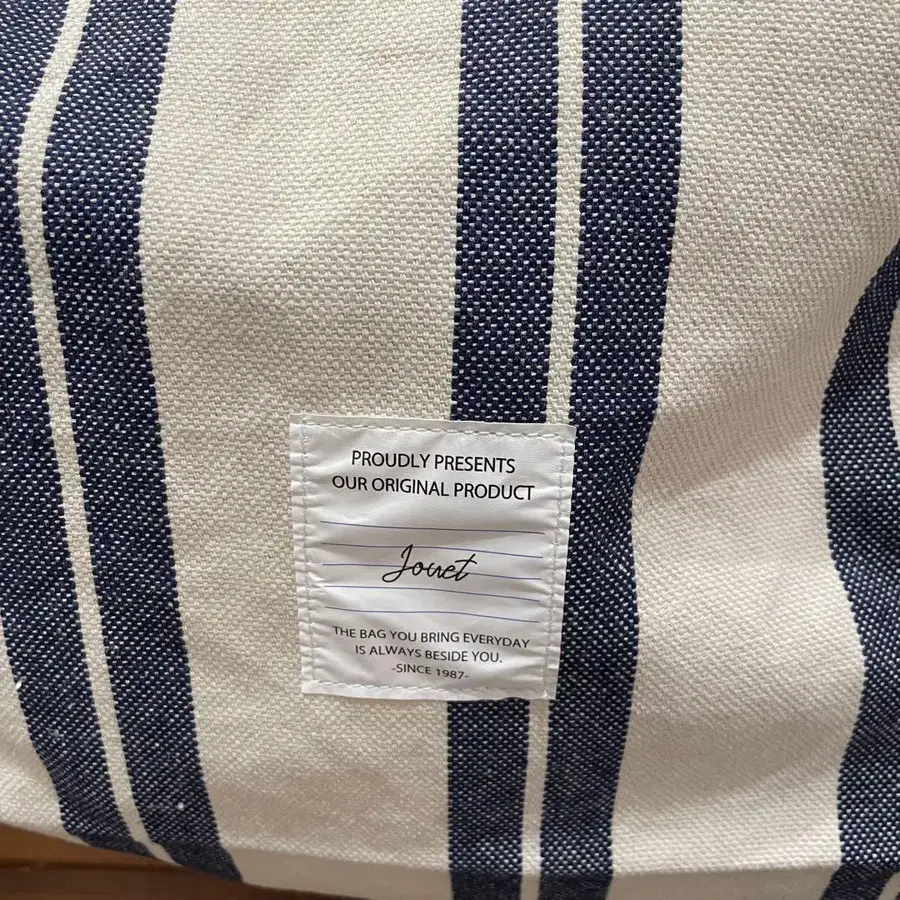 PROUDLY PRESENTS
OUR ORIGINAL PRODUCT
Jouet
THE BAG YOU BRING EVERYDAY
IS ALWAYS BESIDE YOU.
-SINCE 1987-